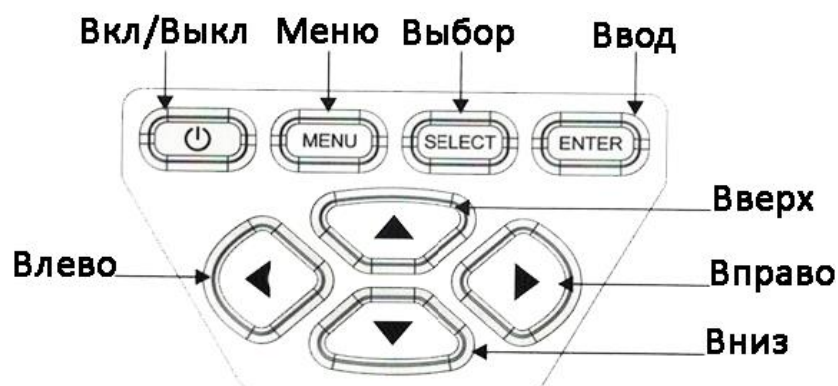 Вкл/Выкл Меню Выбор Ввод
MENU SELECT ENTER
Вверх
Влево
Вправо
Вниз